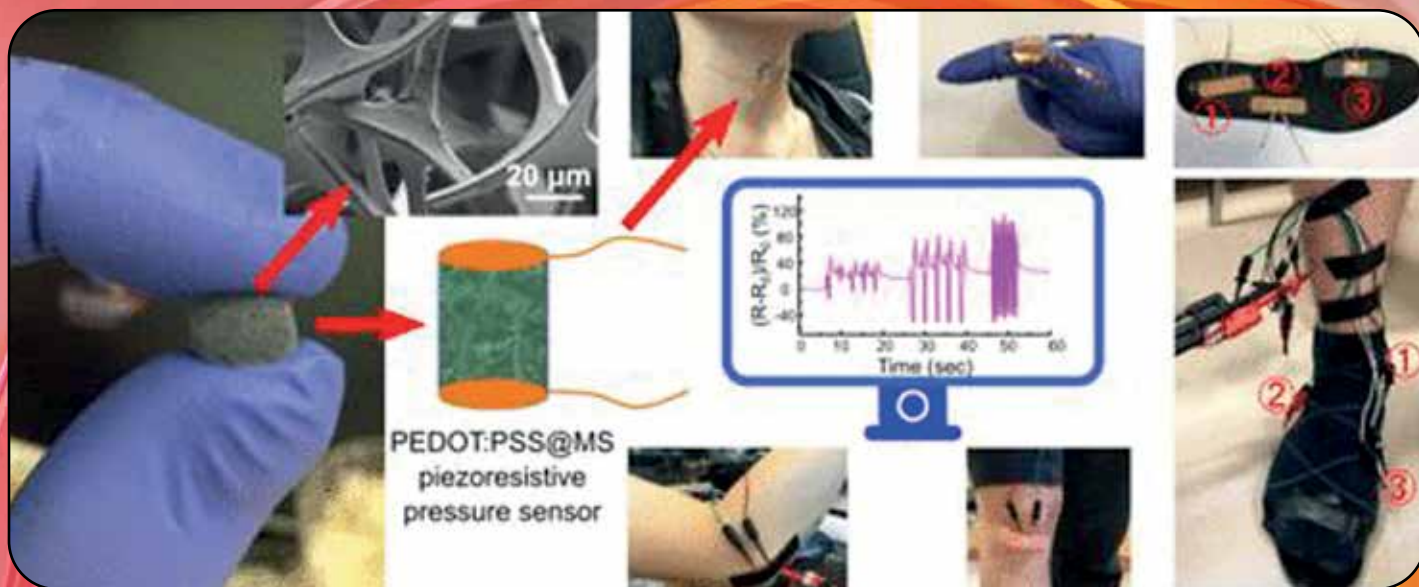 20 µm
①
②
③
(R-R₀)/R₀ (%)
120
80
40
0
-40
0 10 20 30 40 50 60
Time (sec)
PEDOT:PSS@MS
piezoresistive
pressure sensor
①
②
③